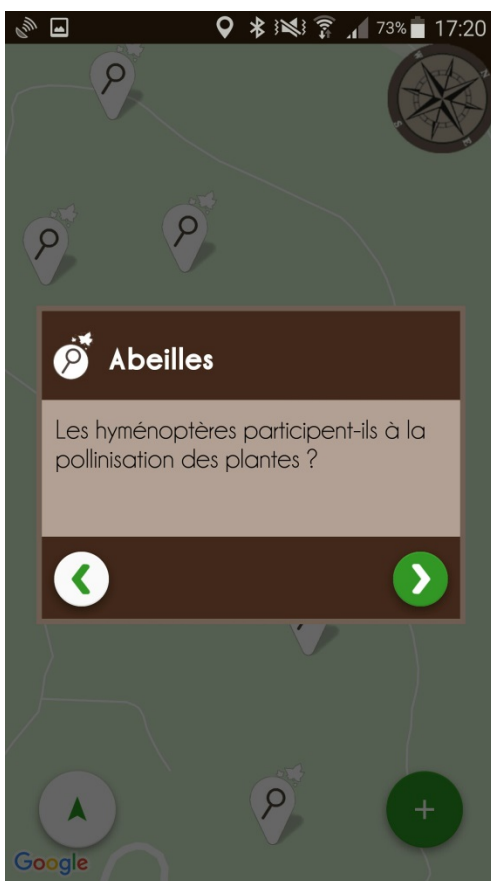 73% 17:20
Abeilles
Les hyménoptères participent-ils à la
pollinisation des plantes ?
Google